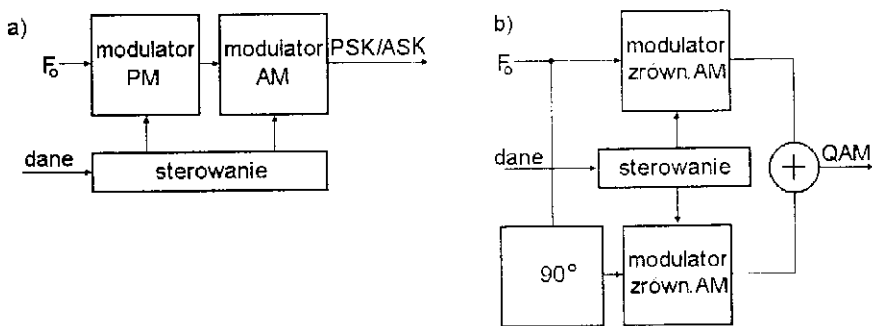 a)
F₀
modulator
PM
modulator
AM
PSK/ASK
dane
sterowanie
b)
F₀
modulator
zrówn. AM
dane
sterowanie
+
QAM
90°
modulator
zrówn. AM